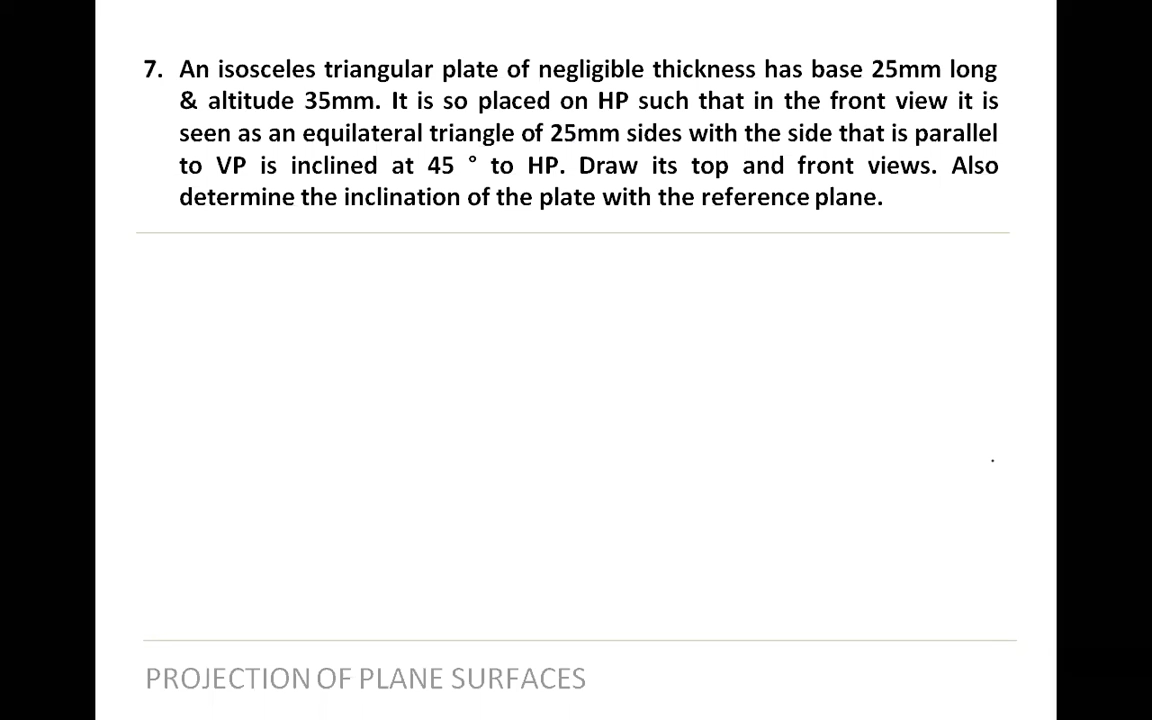 7. An isosceles triangular plate of negligible thickness has base 25mm long
& altitude 35mm. It is so placed on HP such that in the front view it is
seen as an equilateral triangle of 25mm sides with the side that is parallel
to VP is inclined at 45 ° to HP. Draw its top and front views. Also
determine the inclination of the plate with the reference plane.
PROJECTION OF PLANE SURFACES